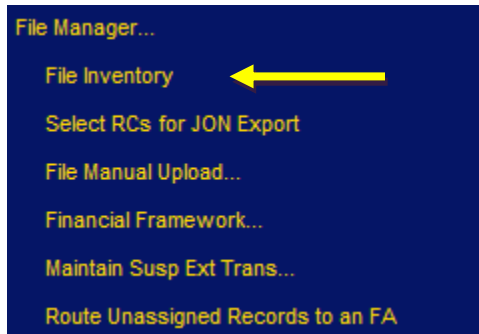 File Manager...
File Inventory
Select RCs for JON Export
File Manual Upload...
Financial Framework...
Maintain Susp Ext Trans...
Route Unassigned Records to an FA